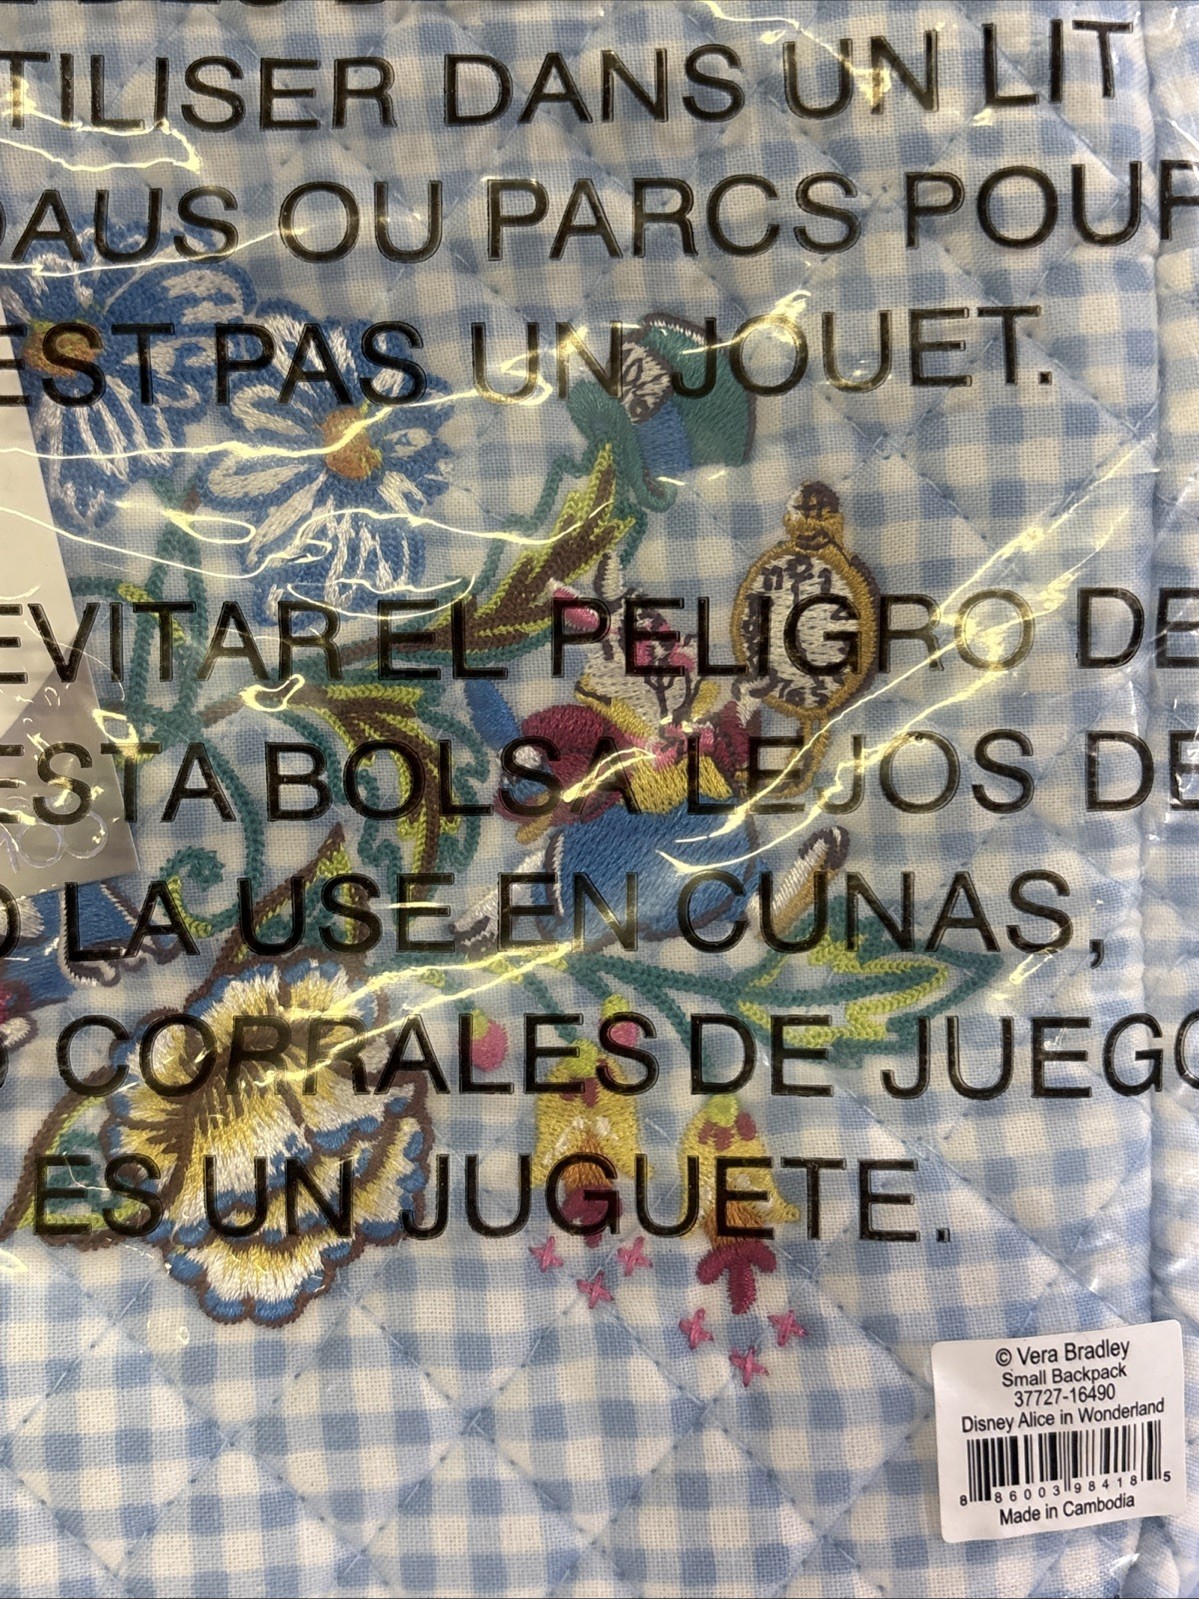 TILISER DANS UN LIT
DAUS OU PARCS POUR
EST PAS UN JOUET.
EVITAR EL PELIGRO DE
ESTA BOLSA LEJOS DE
O LA USE EN CUNAS,
O CORRALES DE JUEGO
ES UN JUGUETE.
© Vera Bradley
Small Backpack
37727-16490
Disney Alice in Wonderland
8 86003 98418 5
Made in Cambodia